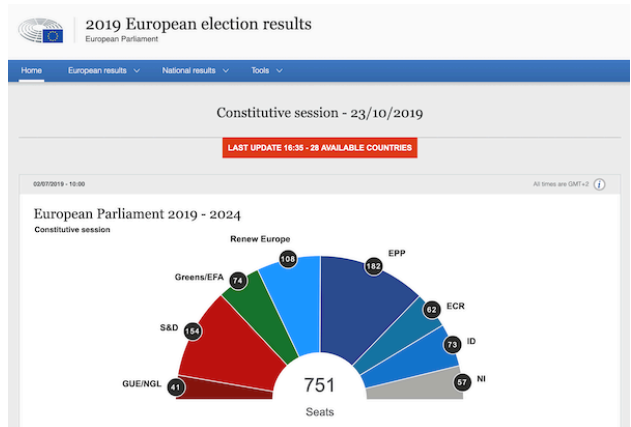 2019 European election results
European Parliament
Home European results National results Tools
Constitutive session - 23/10/2019
LAST UPDATE 16:35 - 28 AVAILABLE COUNTRIES
02/07/2019 - 10:00 All times are GMT+2 i
European Parliament 2019 - 2024
Constitutive session
Renew Europe
108
EPP
182
Greens/EFA
74
ECR
62
S&D
154
ID
73
GUE/NGL
41
NI
57
751
Seats